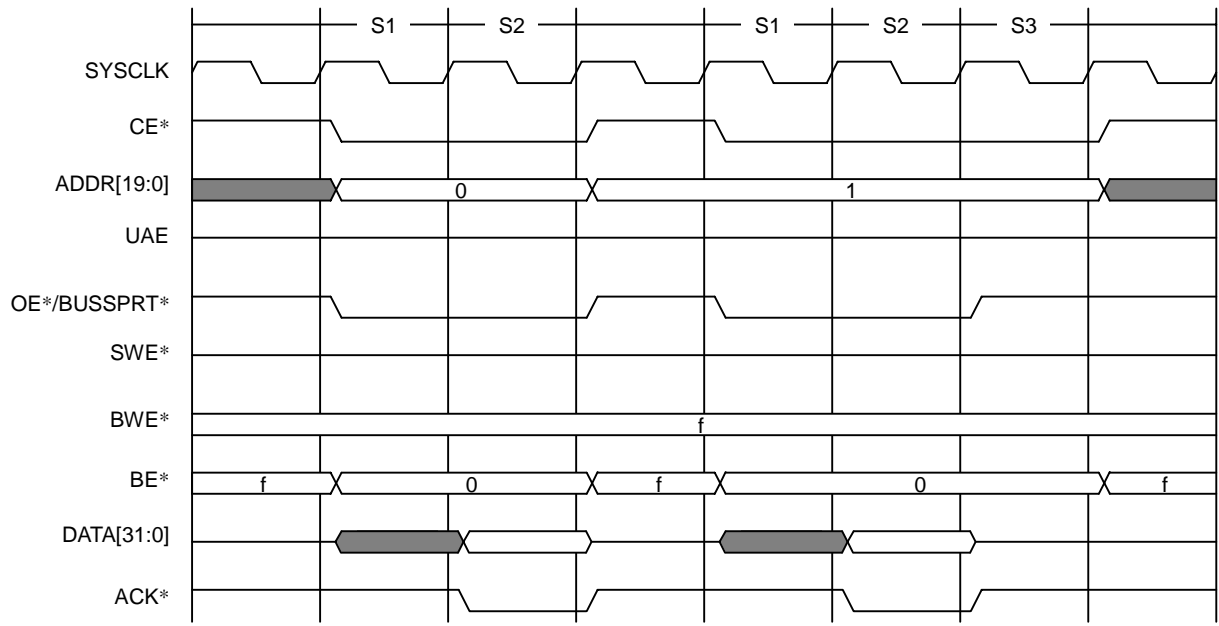 S1 S2 S1 S2 S3
SYSCLK
CE*
ADDR[19:0] 0 1
UAE
OE*/BUSSPRT*
SWE*
BWE* f
BE* f 0 f 0 f
DATA[31:0]
ACK*